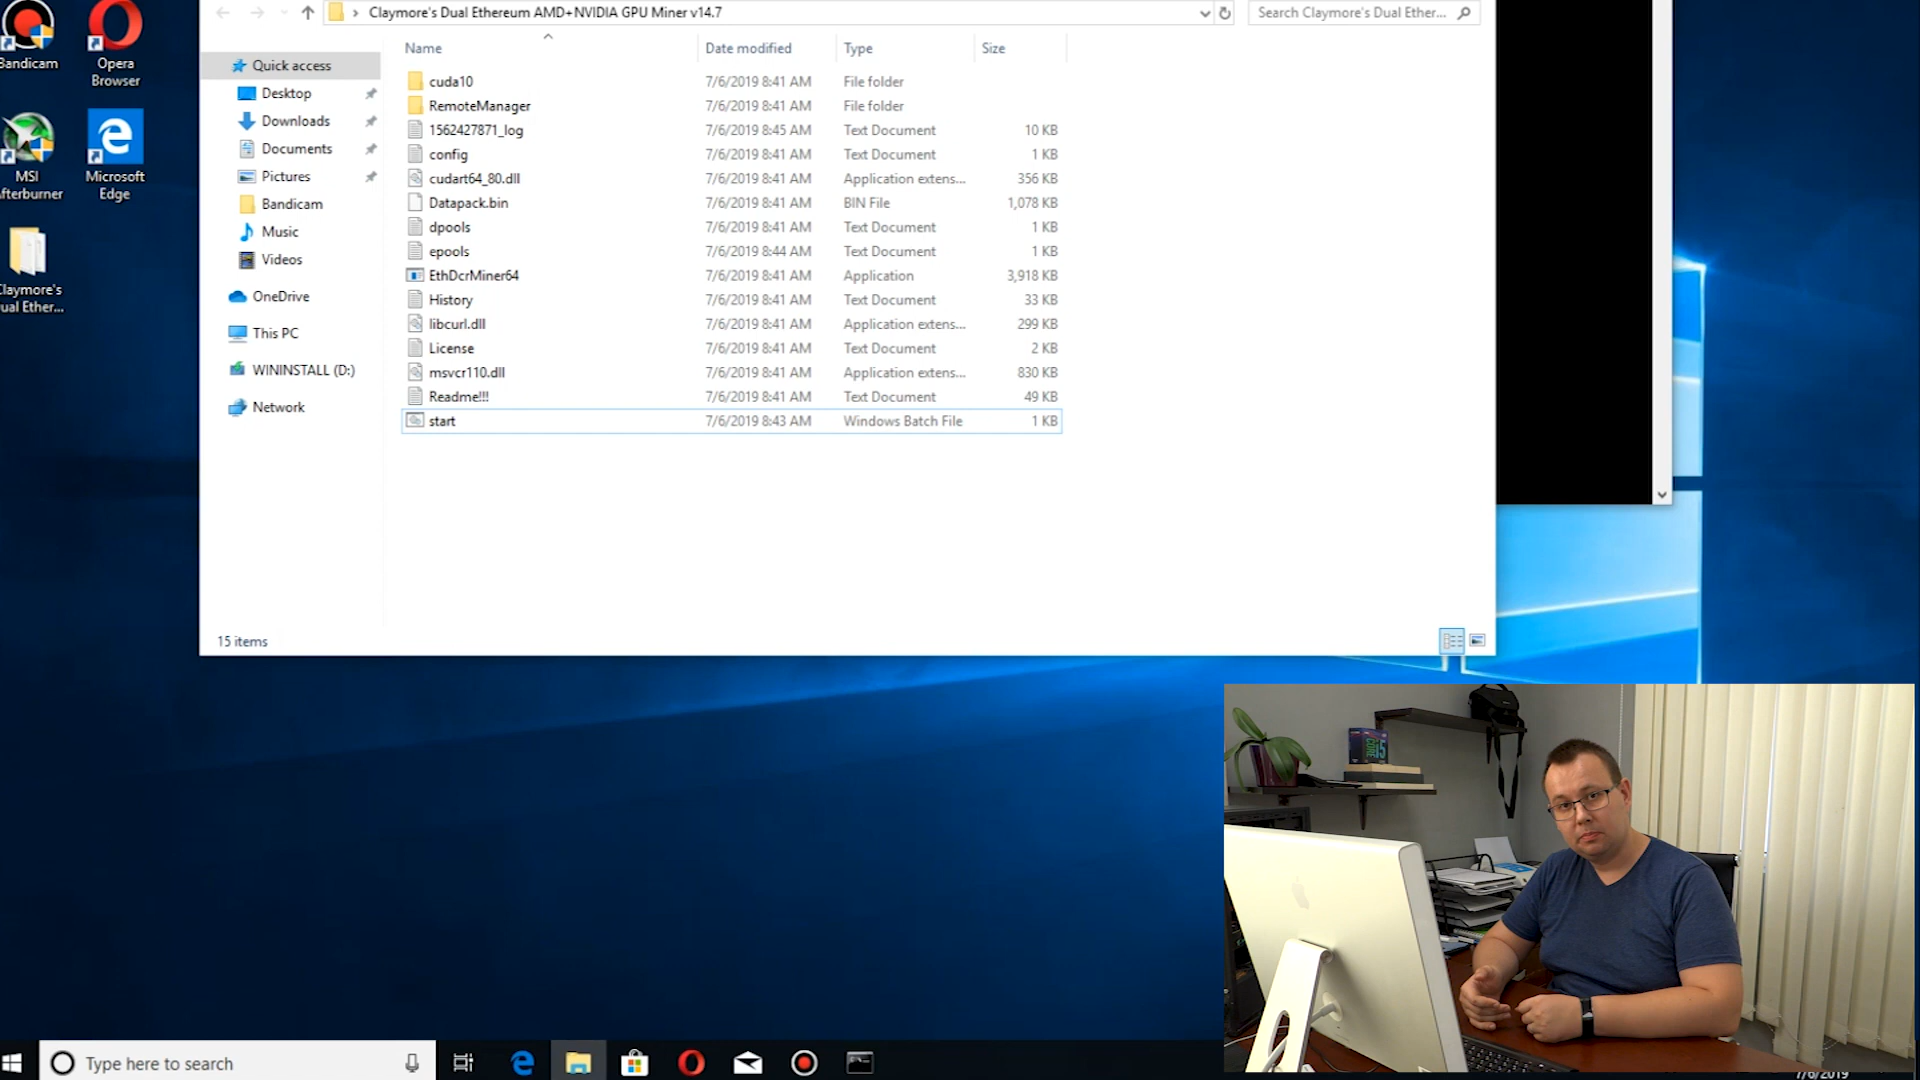 Claymore's Dual Ethereum AMD+NVIDIA GPU Miner v14.7
Search Claymore's Dual Ether...
Bandicam
Opera
Browser
MSI
Afterburner
Microsoft
Edge
Claymore's
Dual Ether...
Quick access
Desktop
Downloads
Documents
Pictures
Bandicam
Music
Videos
OneDrive
This PC
WININSTALL (D:)
Network
Name Date modified Type Size
cuda10 7/6/2019 8:41 AM File folder
RemoteManager 7/6/2019 8:41 AM File folder
1562427871_log 7/6/2019 8:45 AM Text Document 10 KB
config 7/6/2019 8:41 AM Text Document 1 KB
cudart64_80.dll 7/6/2019 8:41 AM Application extens... 356 KB
Datapack.bin 7/6/2019 8:41 AM BIN File 1,078 KB
dpools 7/6/2019 8:41 AM Text Document 1 KB
epools 7/6/2019 8:44 AM Text Document 1 KB
EthDcrMiner64 7/6/2019 8:41 AM Application 3,918 KB
History 7/6/2019 8:41 AM Text Document 33 KB
libcurl.dll 7/6/2019 8:41 AM Application extens... 299 KB
License 7/6/2019 8:41 AM Text Document 2 KB
msvcr110.dll 7/6/2019 8:41 AM Application extens... 830 KB
Readme!!! 7/6/2019 8:41 AM Text Document 49 KB
start 7/6/2019 8:43 AM Windows Batch File 1 KB
15 items
CORE i5
Type here to search
7/6/2019